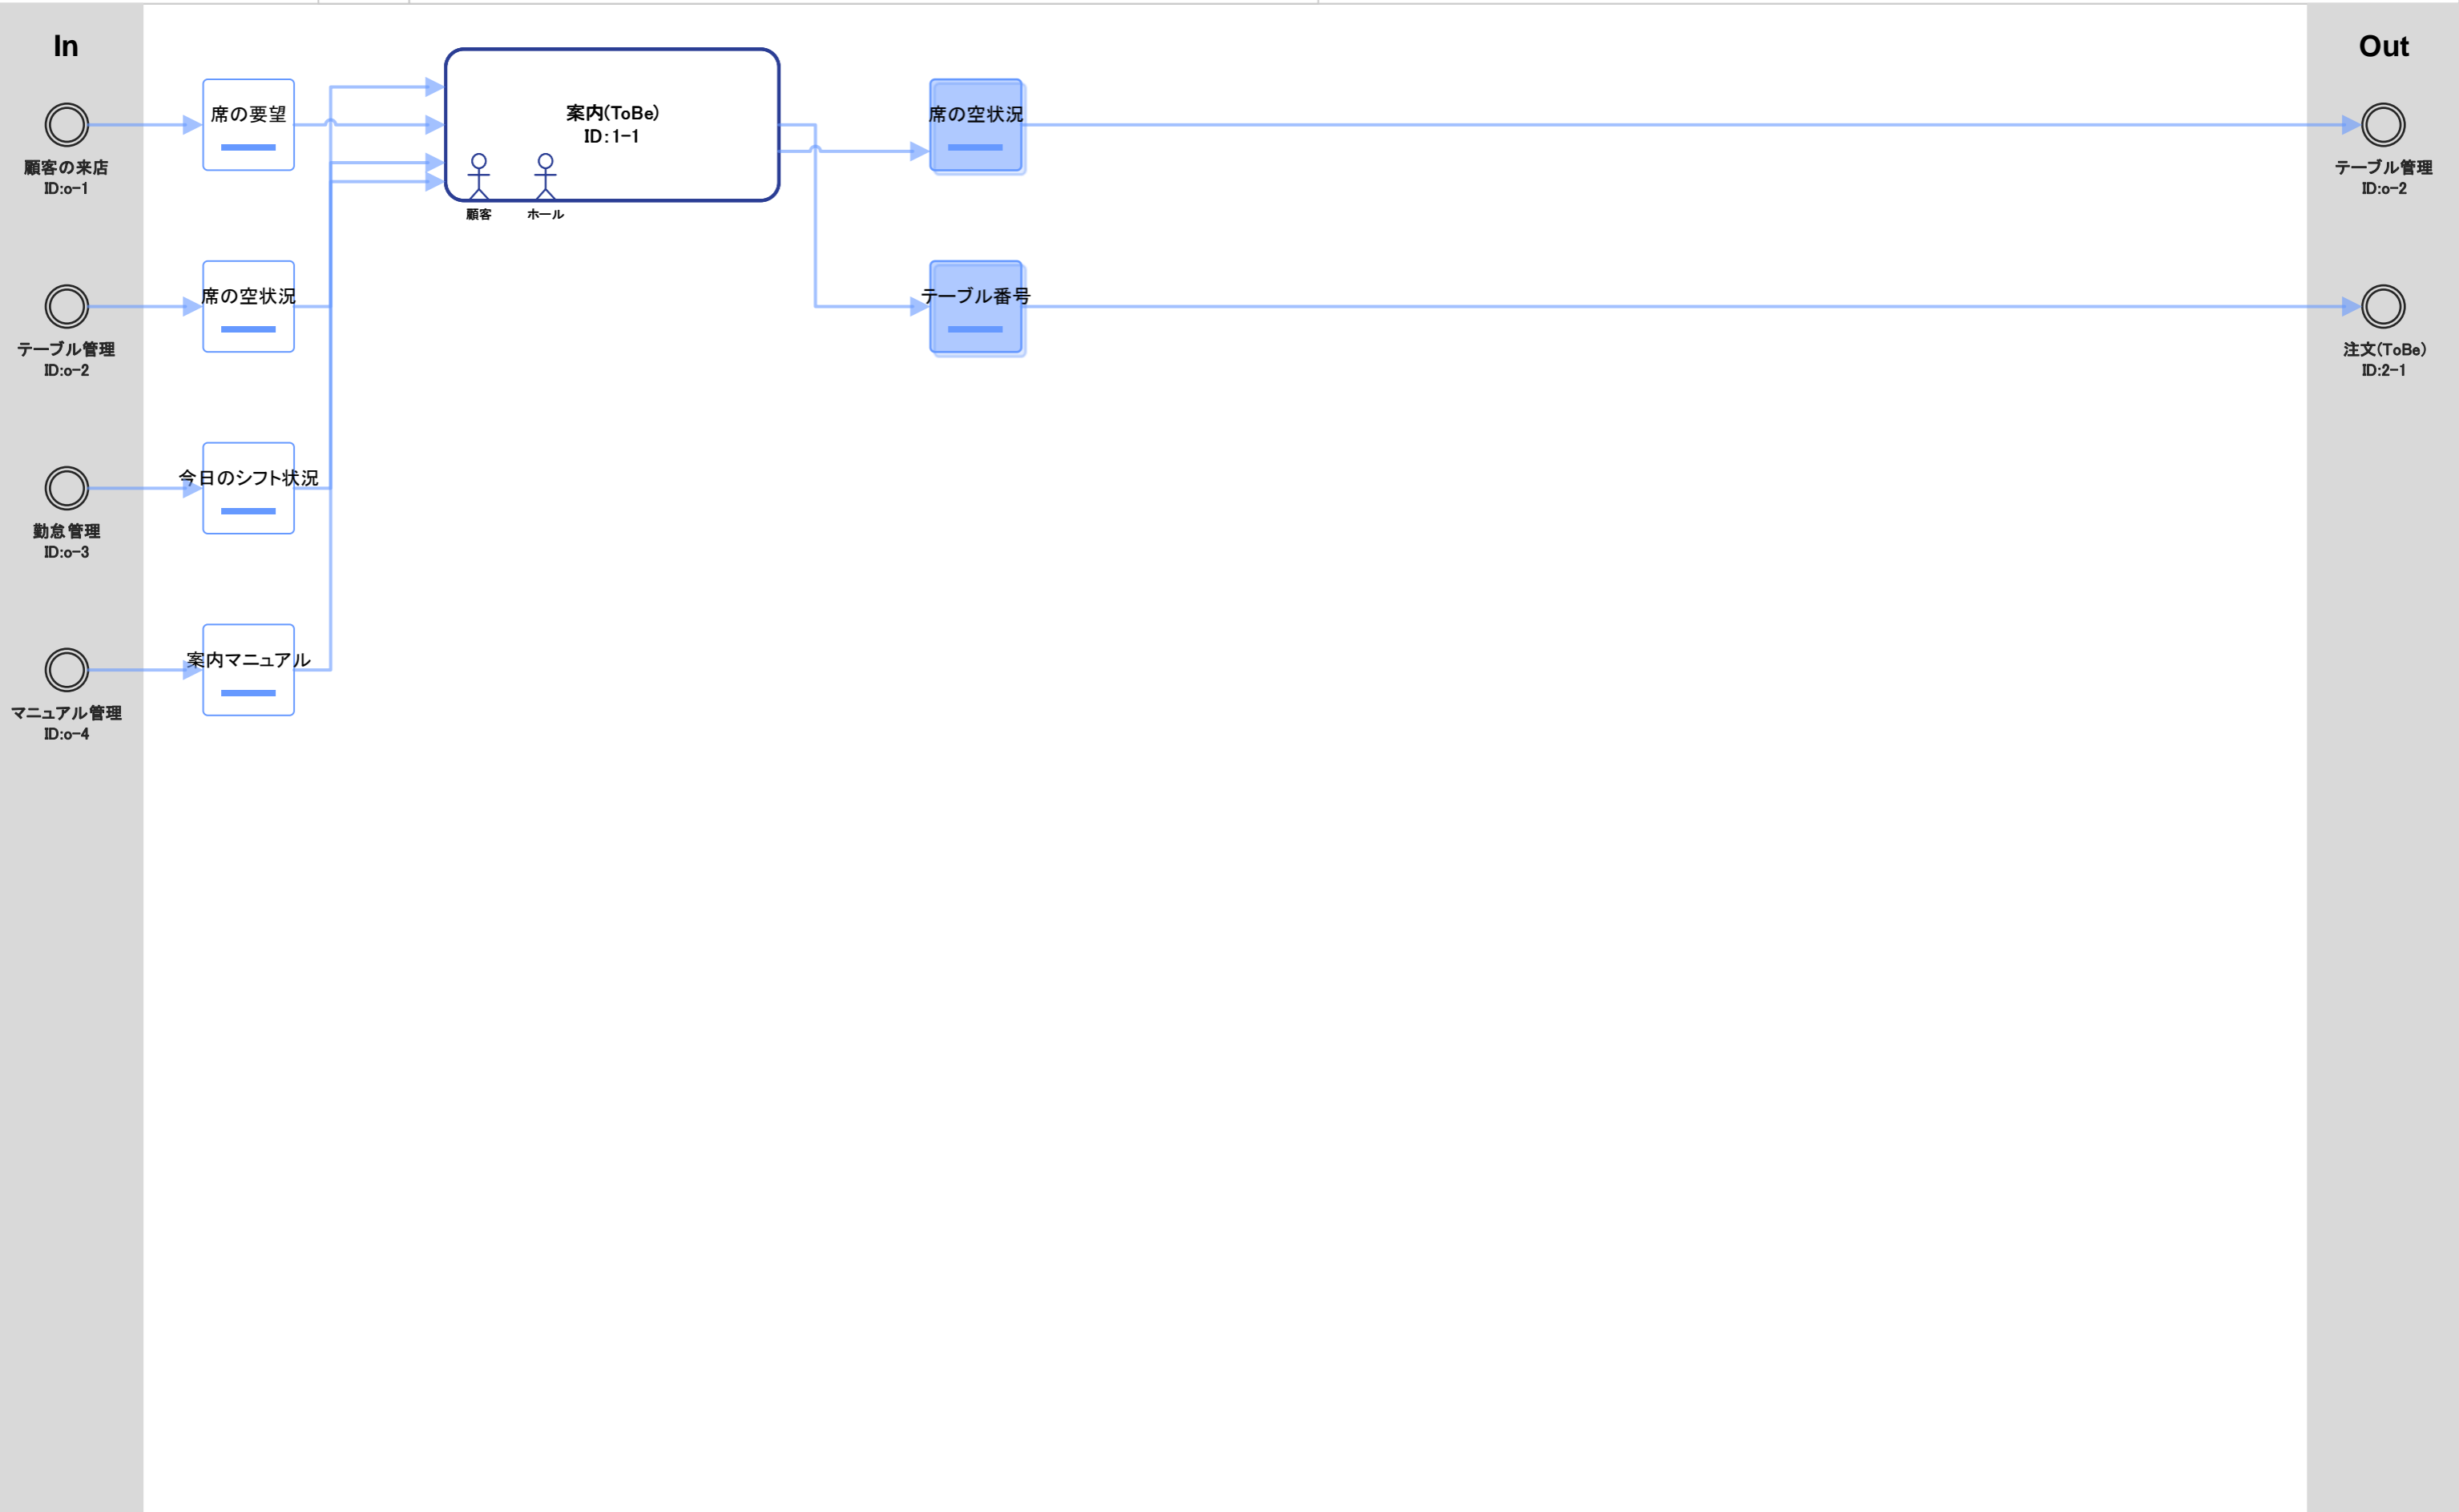 In
Out
顧客の来店
ID:o-1
テーブル管理
ID:o-2
勤怠管理
ID:o-3
マニュアル管理
ID:o-4
席の要望
席の空状況
今日のシフト状況
案内マニュアル
案内(ToBe)
ID:1-1
顧客
ホール
席の空状況
テーブル番号
テーブル管理
ID:o-2
注文(ToBe)
ID:2-1